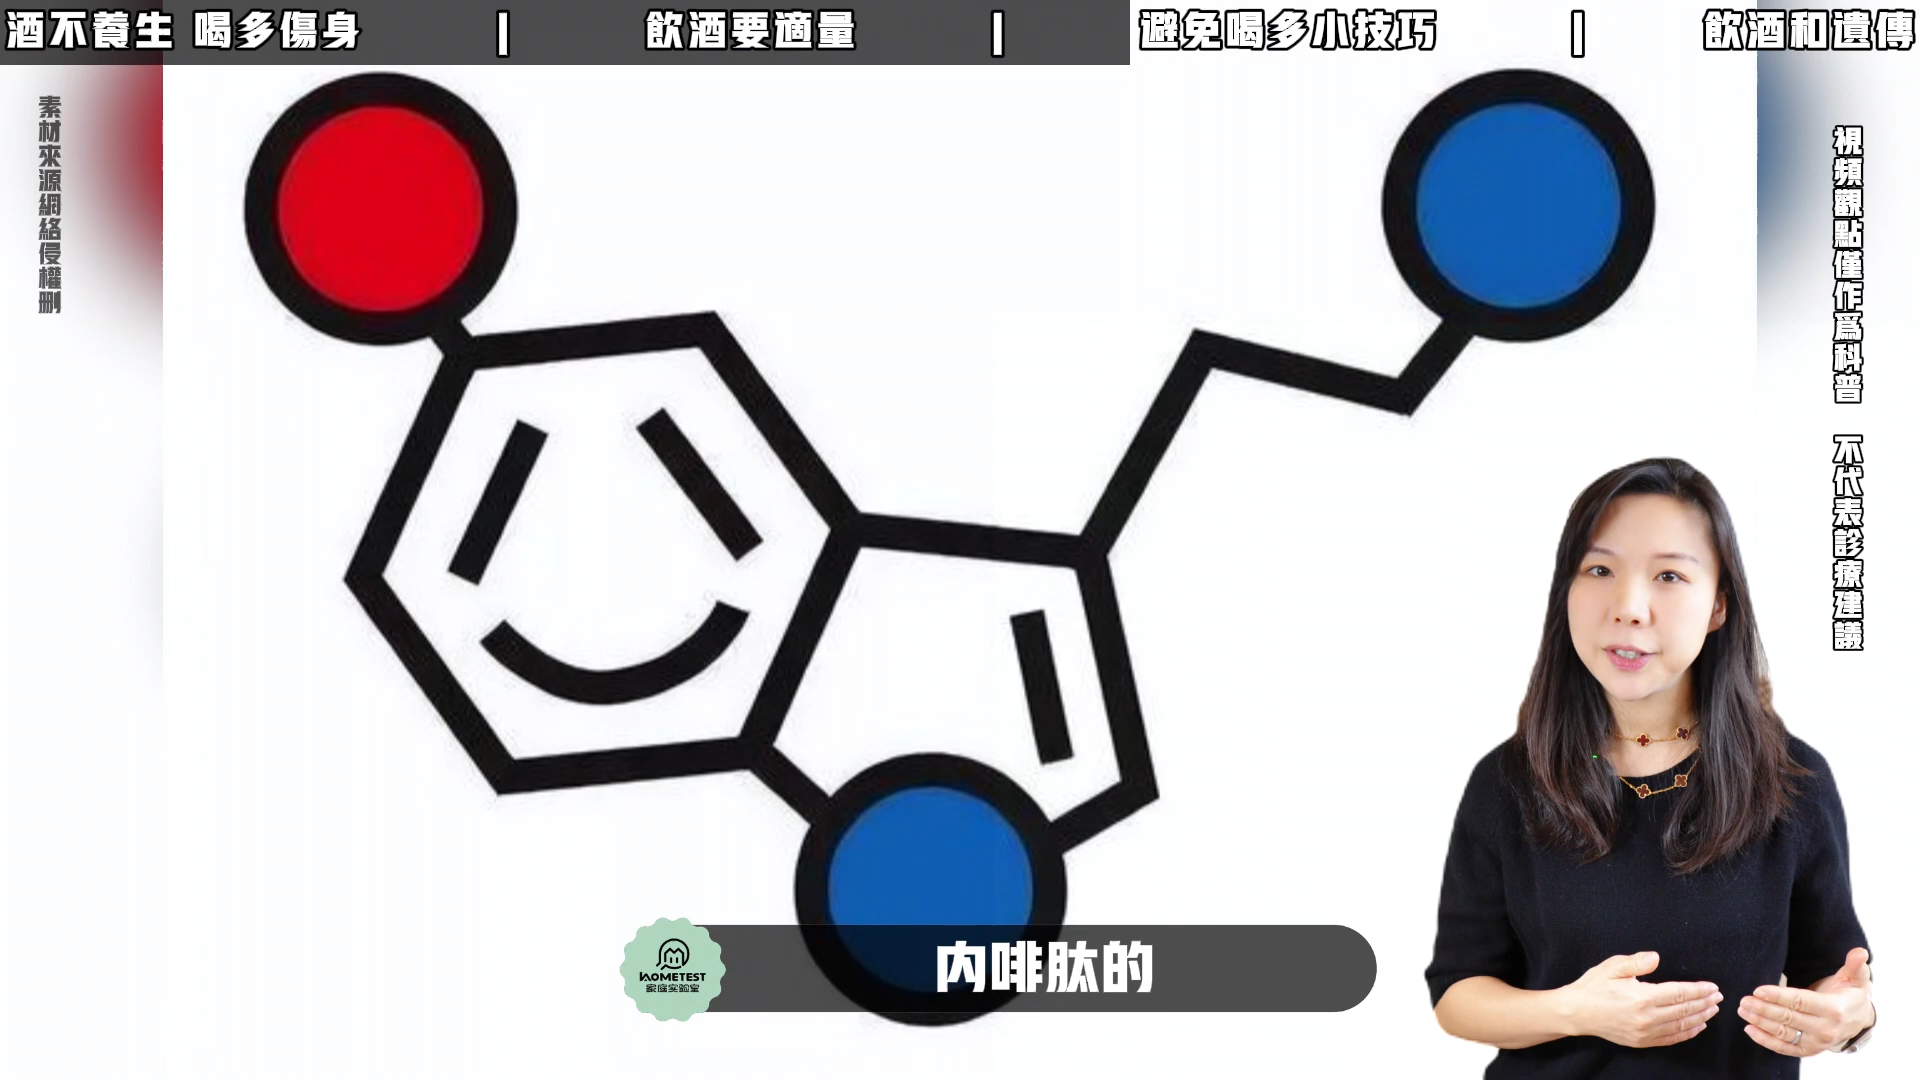 酒不養生 喝多傷身 | 飲酒要適量 | 避免喝多小技巧 | 飲酒和遺傳
素材來源網絡侵權刪
視頻觀點僅作爲科普 不代表診療建議
HOMETEST
家庭实验室
内啡肽的